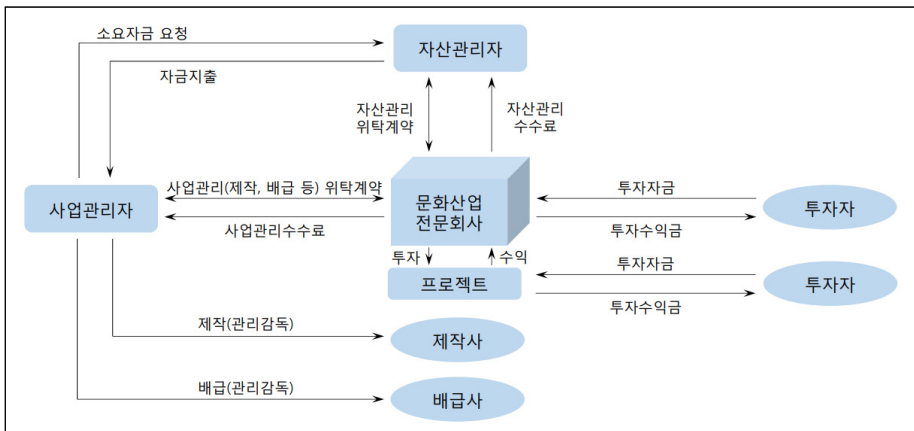 소요자금 요청
자산관리자
자금지출
자산관리
위탁계약
자산관리
수수료
사업관리(제작, 배급 등) 위탁계약
사업관리자
사업관리수수료
문화산업
전문회사
투자자금
투자자
투자수익금
투자
수익
프로젝트
투자자금
투자자
투자수익금
제작(관리감독)
제작사
배급(관리감독)
배급사